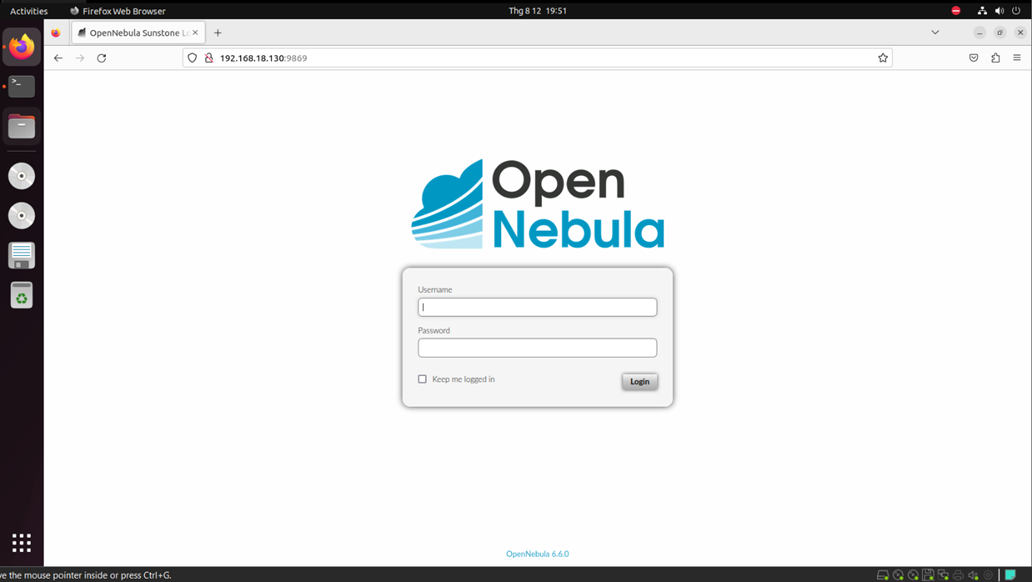 Activities
Firefox Web Browser
Thg 8 12 19:51
OpenNebula Sunstone Lo
192.168.18.130:9869
Open
Nebula
Username
Password
Keep me logged in
Login
OpenNebula 6.6.0
ve the mouse pointer inside or press Ctrl+G.